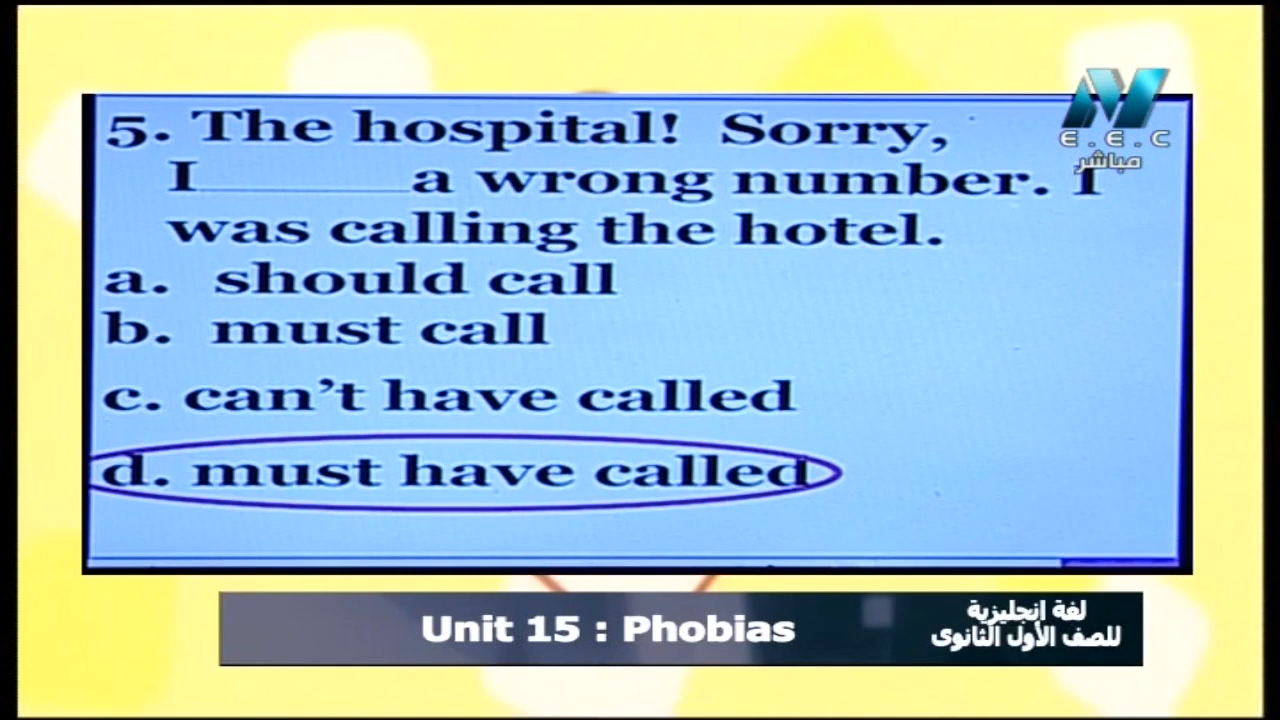 5. The hospital! Sorry,
I__________a wrong number. I
was calling the hotel.
a. should call
b. must call
c. can't have called
d. must have called
E.E.C
مباشر
Unit 15 : Phobias
لغة إنجليزية
للصف الأول الثانوى